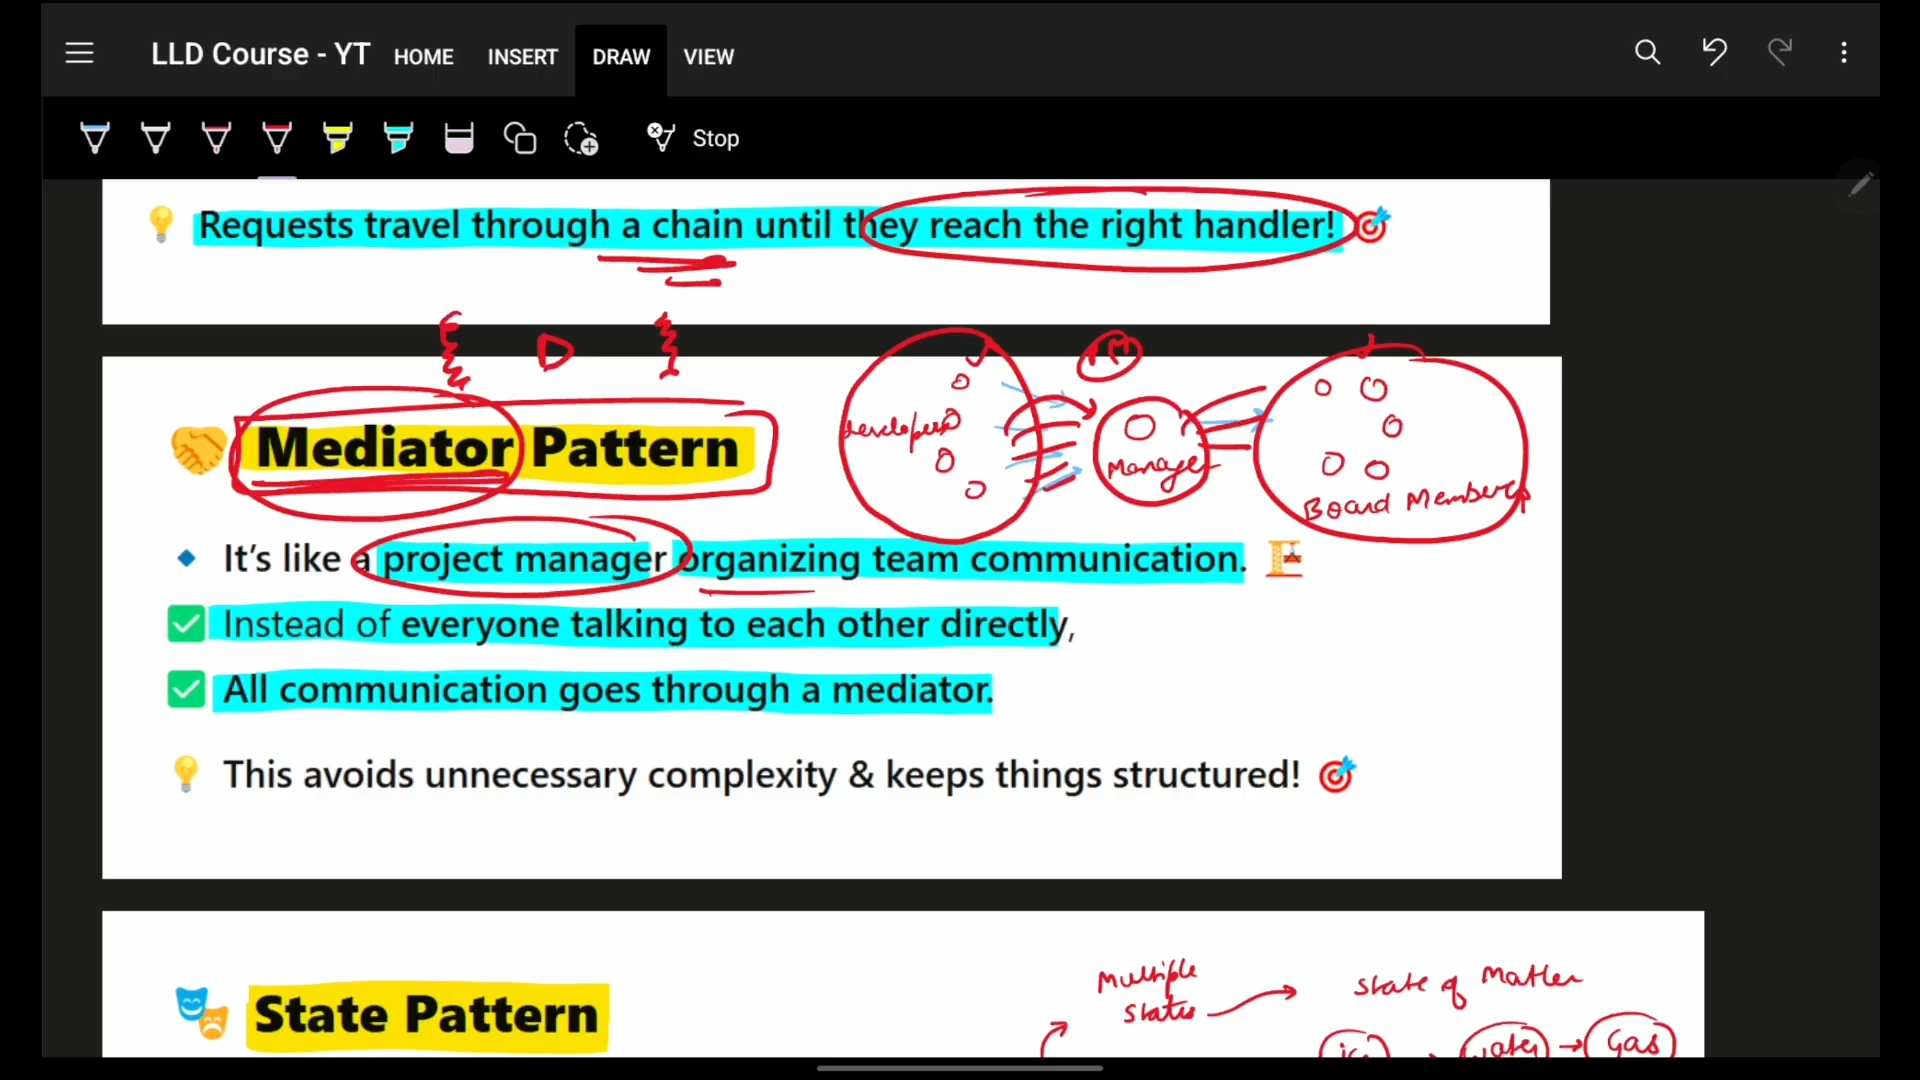 LLD Course - YT HOME INSERT DRAW VIEW
Stop
Requests travel through a chain until they reach the right handler!
D
M
Mediator Pattern
Developers
Manager
Board Members
It's like a project manager organizing team communication.
Instead of everyone talking to each other directly,
All communication goes through a mediator.
This avoids unnecessary complexity & keeps things structured!
Multiple
States
State of Matter
State Pattern
ice → water → Gas